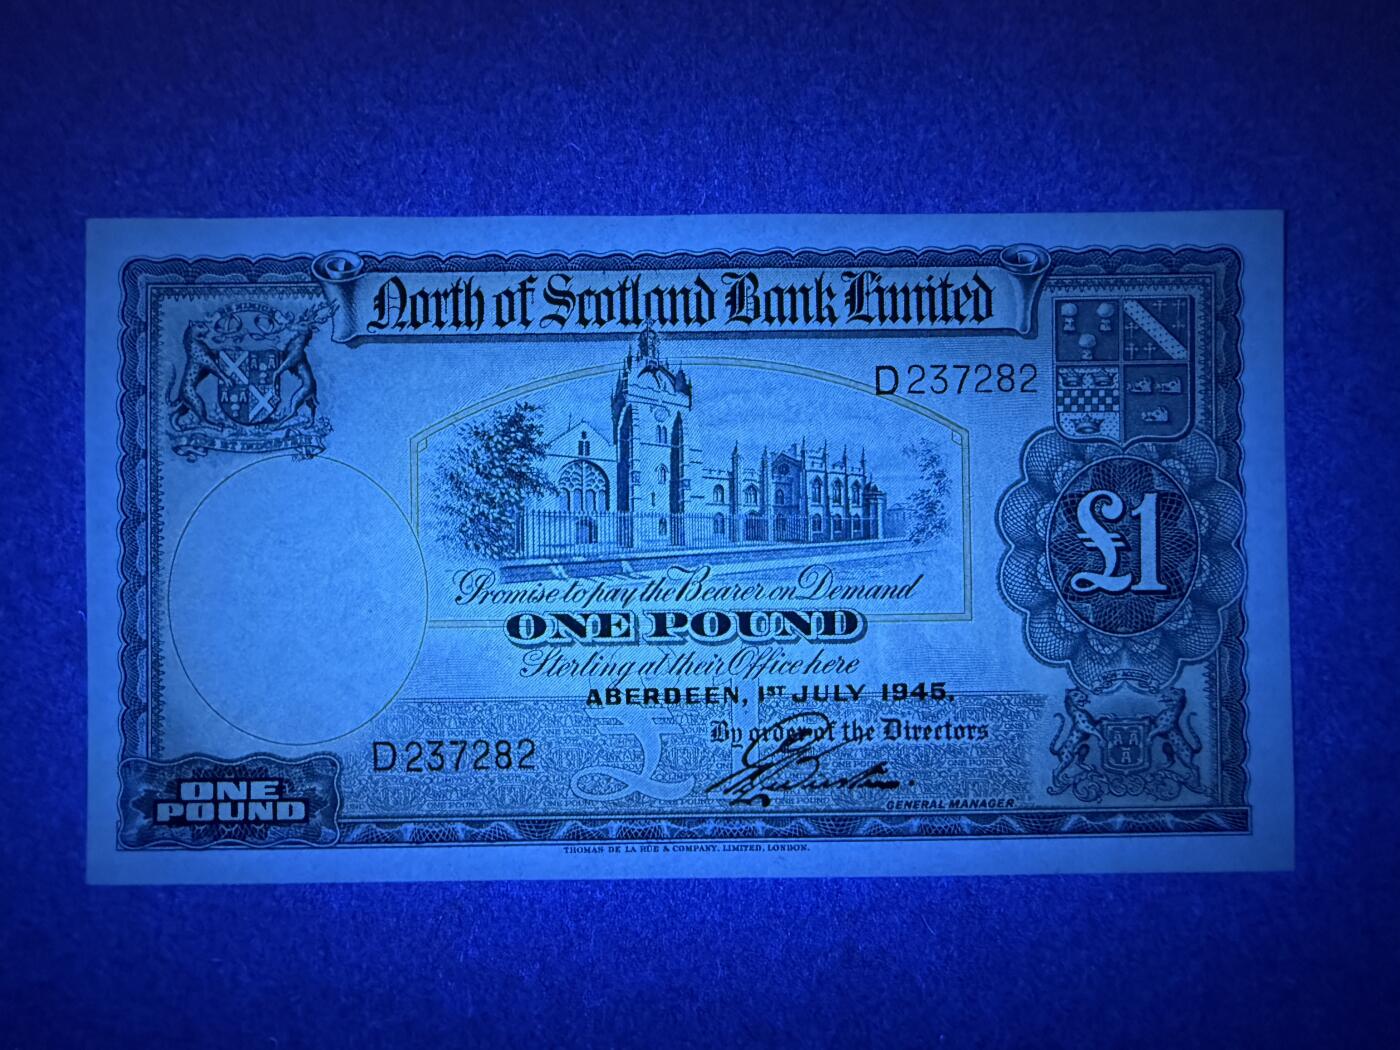 North of Scotland Bank Limited
D237282
£1
Promise to pay the Bearer on Demand
ONE POUND
Sterling at their Office here
ABERDEEN, 1ST JULY 1945.
By order of the Directors
D237282
GENERAL MANAGER
ONE
POUND
THOMAS DE LA RUE & COMPANY, LIMITED, LONDON.